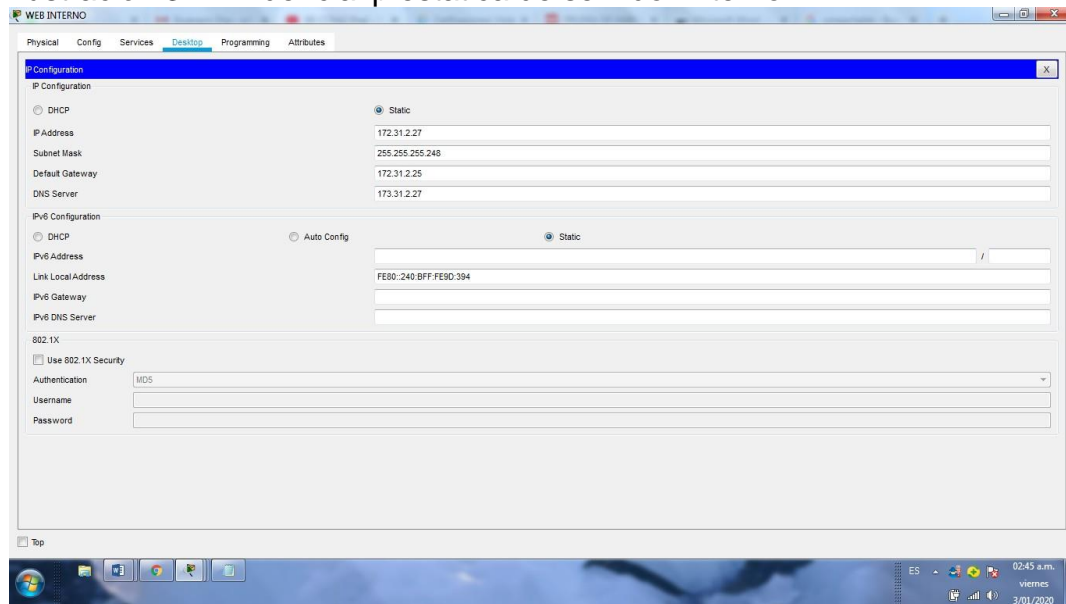 WEB INTERNO
Physical Config Services Desktop Programming Attributes
IP Configuration X
IP Configuration
DHCP Static
IP Address 172.31.2.27
Subnet Mask 255.255.255.248
Default Gateway 172.31.2.25
DNS Server 173.31.2.27
IPv6 Configuration
DHCP Auto Config Static
IPv6 Address /
Link Local Address FE80::240:BFF:FE9D:394
IPv6 Gateway
IPv6 DNS Server
802.1X
Use 802.1X Security
Authentication MD5
Username
Password
Top
ES 02:45 a.m.
viernes
3/01/2020